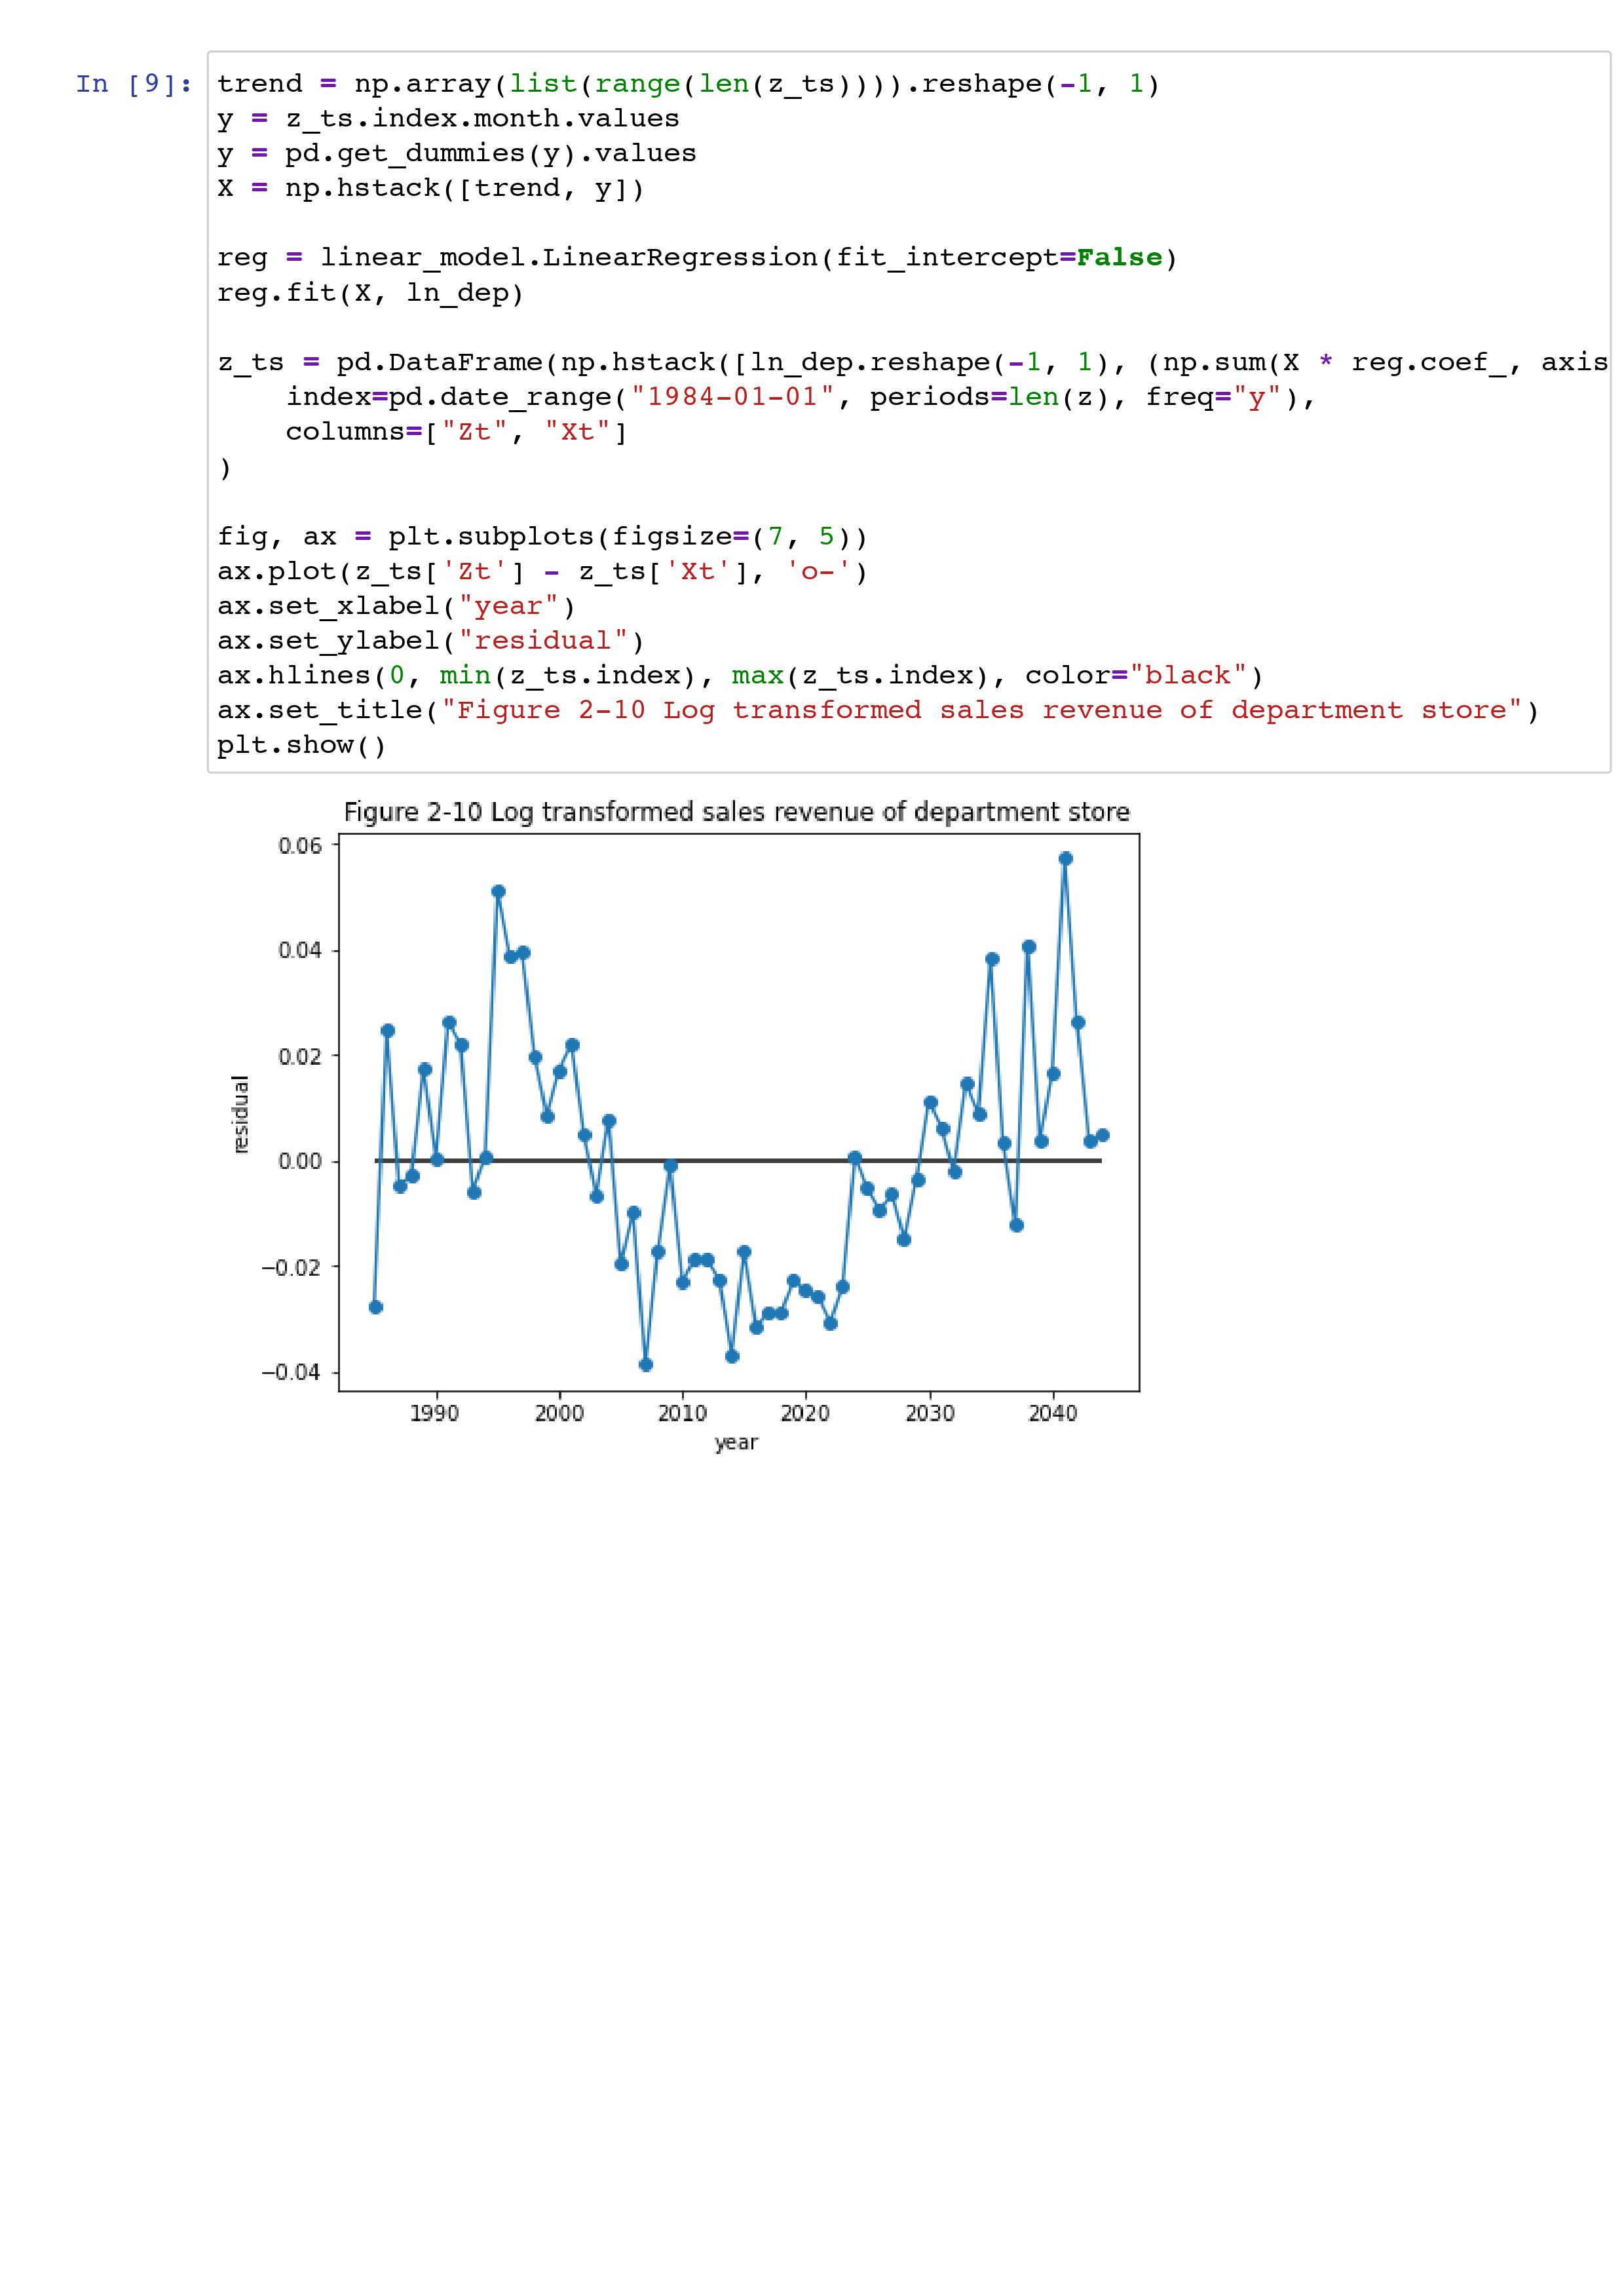 In [9]: trend = np.array(list(range(len(z_ts)))).reshape(-1, 1)
y = z_ts.index.month.values
y = pd.get_dummies(y).values
X = np.hstack([trend, y])
reg = linear_model.LinearRegression(fit_intercept=False)
reg.fit(X, ln_dep)
z_ts = pd.DataFrame(np.hstack([ln_dep.reshape(-1, 1), (np.sum(X * reg.coef_, axis
    index=pd.date_range("1984-01-01", periods=len(z), freq="y"),
    columns=["Zt", "Xt"]
)
fig, ax = plt.subplots(figsize=(7, 5))
ax.plot(z_ts['Zt'] - z_ts['Xt'], 'o-')
ax.set_xlabel("year")
ax.set_ylabel("residual")
ax.hlines(0, min(z_ts.index), max(z_ts.index), color="black")
ax.set_title("Figure 2-10 Log transformed sales revenue of department store")
plt.show()
Figure 2-10 Log transformed sales revenue of department store
0.06
0.04
0.02
0.00
−0.02
−0.04
residual
1990 2000 2010 2020 2030 2040
year